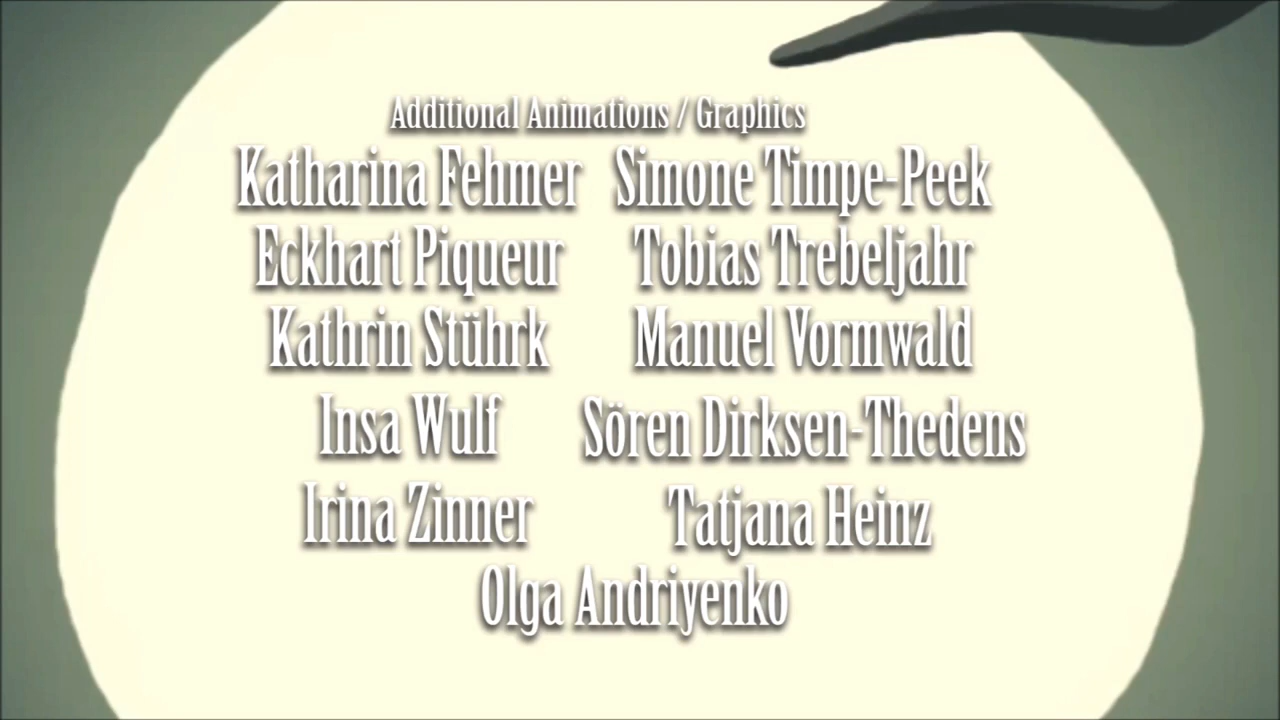 Additional Animations / Graphics
Katharina Fehmer Simone Timpe-Peek
Eckhart Piqueur Tobias Trebeljahr
Kathrin Stührk Manuel Vormwald
Insa Wulf Sören Dirksen-Thedens
Irina Zinner Tatjana Heinz
Olga Andriyenko